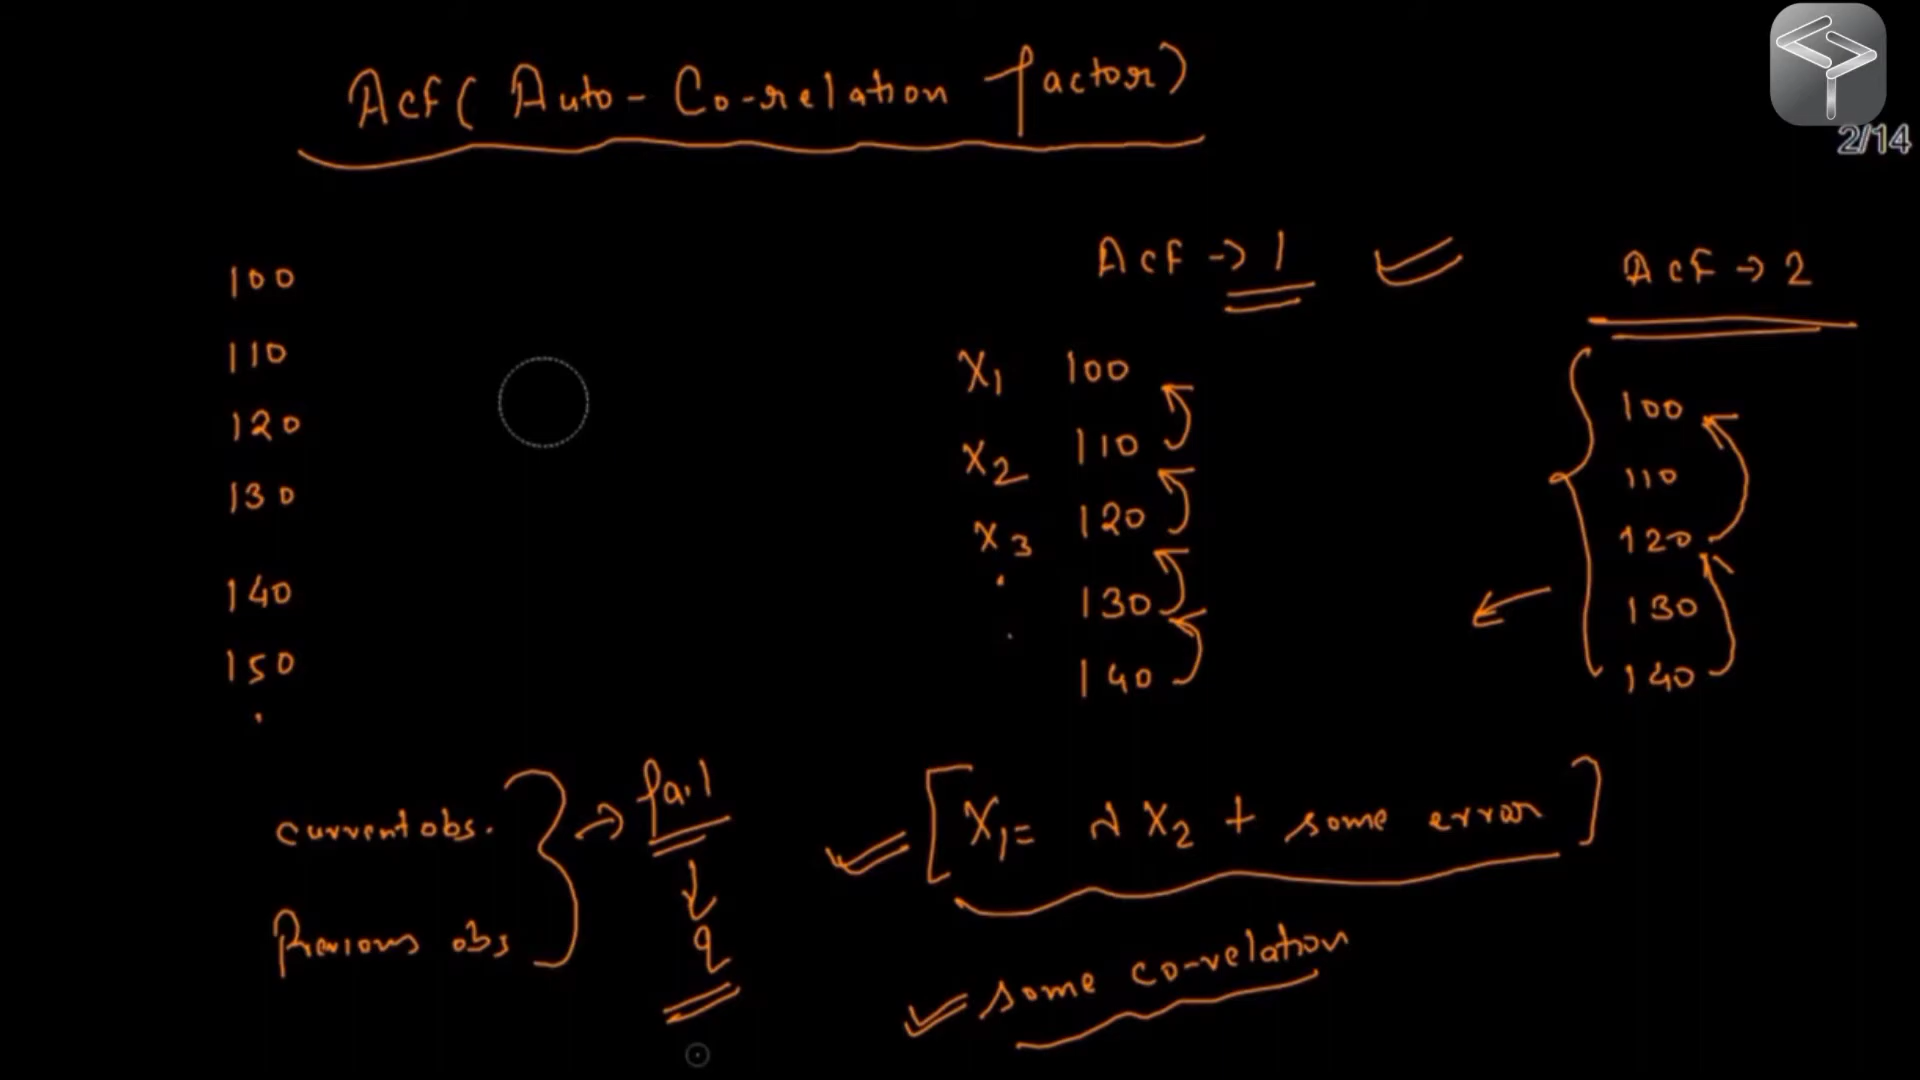 Acf( Auto-Co-relation factor)
2/14
100
110
120
130
140
150
.
Acf → 1
X1 100
X2 110
X3 120
130
140
Acf → 2
100
110
120
130
140
current obs.
Previous obs
→ fail
q
[X1 = λ X2 + some error]
some co-relation